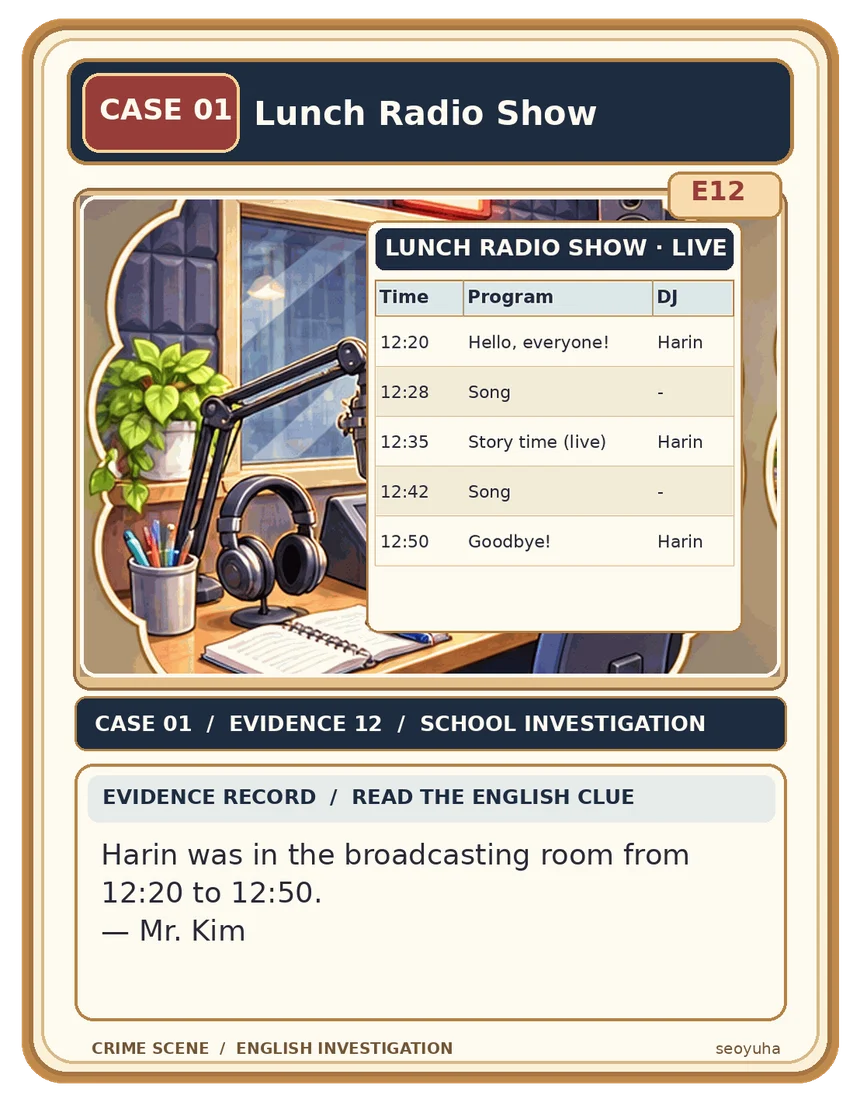 CASE 01 Lunch Radio Show
E12
LUNCH RADIO SHOW · LIVE
Time Program DJ
12:20 Hello, everyone! Harin
12:28 Song -
12:35 Story time (live) Harin
12:42 Song -
12:50 Goodbye! Harin
CASE 01 / EVIDENCE 12 / SCHOOL INVESTIGATION
EVIDENCE RECORD / READ THE ENGLISH CLUE
Harin was in the broadcasting room from
12:20 to 12:50.
— Mr. Kim
CRIME SCENE / ENGLISH INVESTIGATION seoyuha